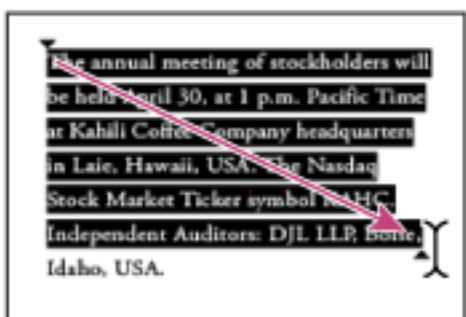 The annual meeting of stockholders will
be held April 30, at 1 p.m. Pacific Time
at Kahili Coffee Company headquarters
in Laie, Hawaii, USA. The Nasdaq
Stock Market Ticker symbol
Independent Auditors: DJL LLP, Boise,
Idaho, USA.